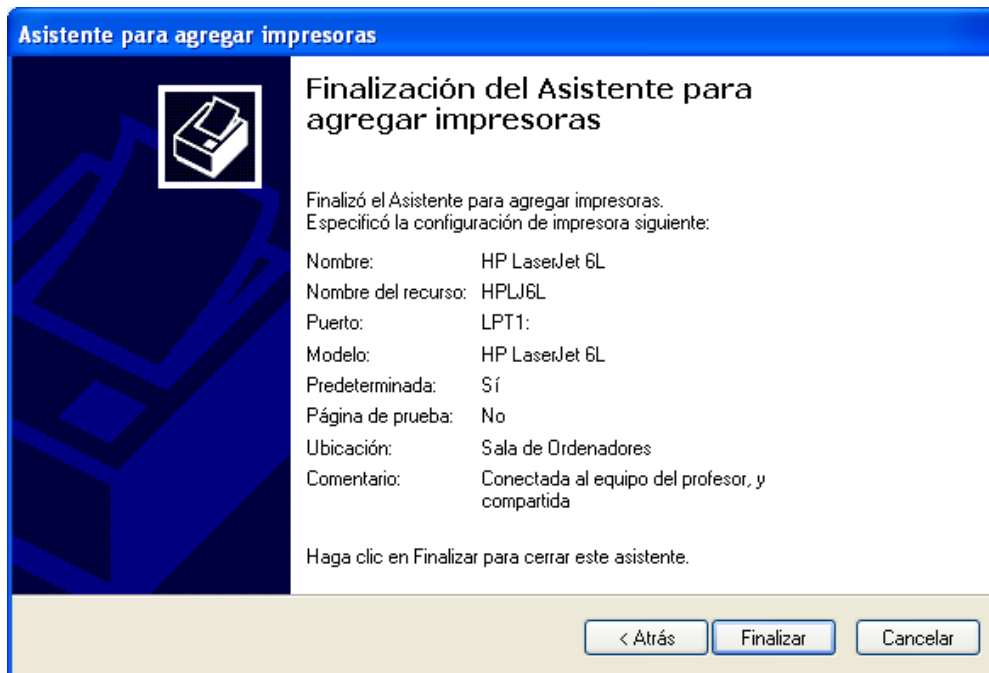 Asistente para agregar impresoras
Finalización del Asistente para
agregar impresoras
Finalizó el Asistente para agregar impresoras.
Especificó la configuración de impresora siguiente:
Nombre: HP LaserJet 6L
Nombre del recurso: HPLJ6L
Puerto: LPT1:
Modelo: HP LaserJet 6L
Predeterminada: Sí
Página de prueba: No
Ubicación: Sala de Ordenadores
Comentario: Conectada al equipo del profesor, y
compartida
Haga clic en Finalizar para cerrar este asistente.
< Atrás Finalizar Cancelar